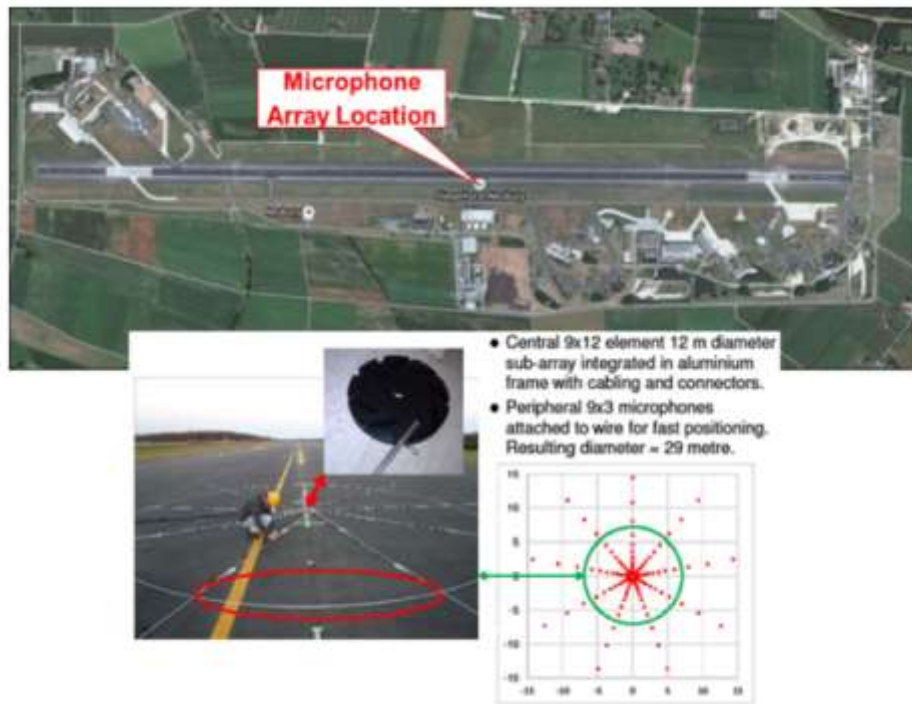 Microphone
Array Location
● Central 9x12 element 12 m diameter
sub-array integrated in aluminium
frame with cabling and connectors.
● Peripheral 9x3 microphones
attached to wire for fast positioning.
Resulting diameter = 29 metre.
15
10
5
0
-5
-10
-15
-15
-10
-5
0
5
10
15